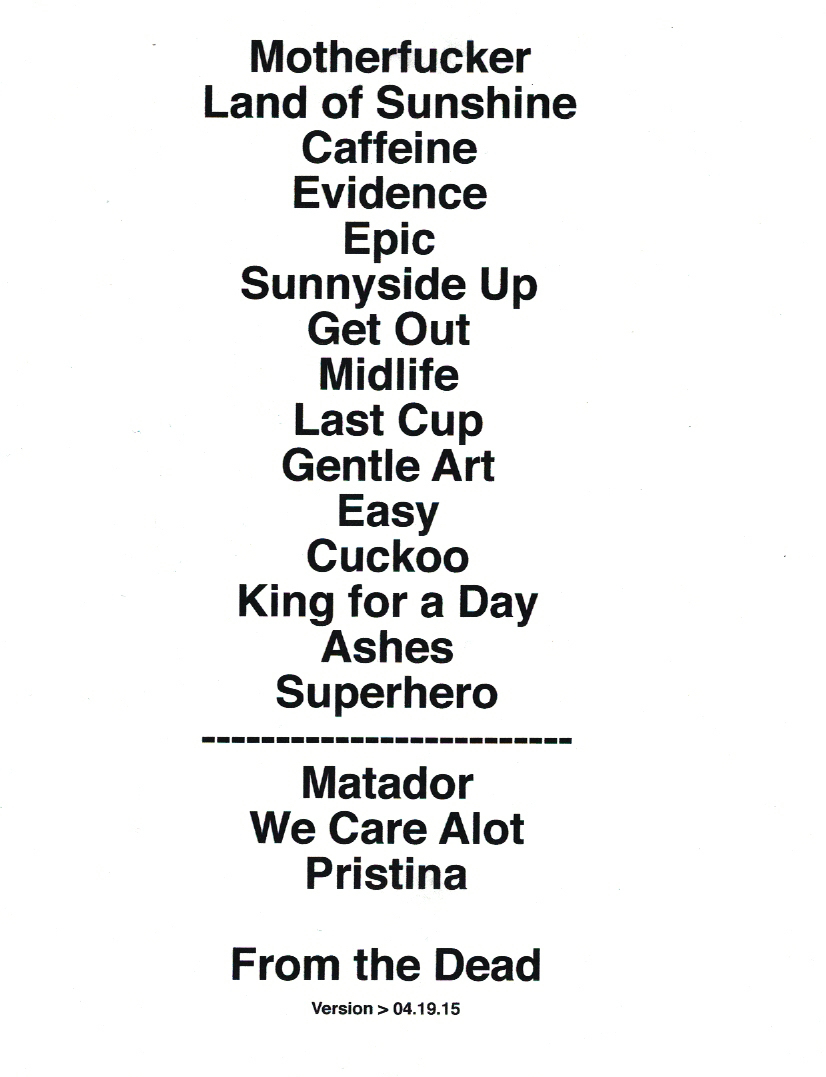 Motherfucker
Land of Sunshine
Caffeine
Evidence
Epic
Sunnyside Up
Get Out
Midlife
Last Cup
Gentle Art
Easy
Cuckoo
King for a Day
Ashes
Superhero
-------------------------
Matador
We Care Alot
Pristina
From the Dead
Version > 04.19.15